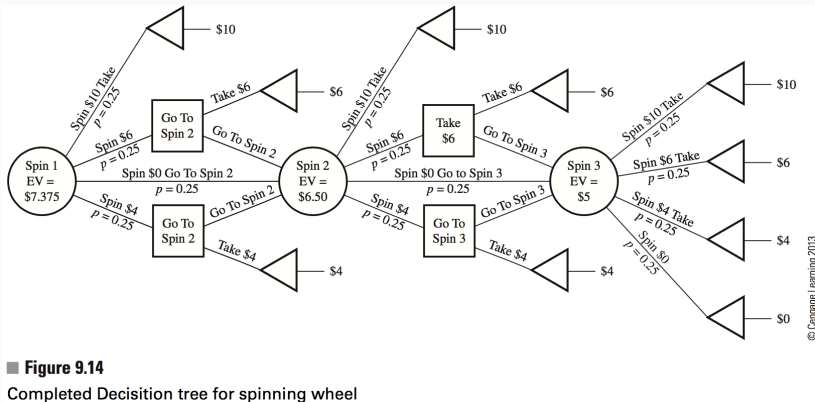 $10
Spin $10 Take
p = 0.25
Take $6
$6
Spin $6
p = 0.25
Go To
Spin 2
Go To Spin 2
Spin 1
EV =
$7.375
Spin $0 Go To Spin 2
p = 0.25
Spin $4
p = 0.25
Go To
Spin 2
Go To Spin 2
Take $4
$4
$10
Spin $10 Take
p = 0.25
Take $6
$6
Spin $6
p = 0.25
Take
$6
Go To Spin 3
Spin 2
EV =
$6.50
Spin $0 Go to Spin 3
p = 0.25
Spin $4
p = 0.25
Go To
Spin 3
Go To Spin 3
Take $4
$4
Spin 3
EV =
$5
Spin $10 Take
p = 0.25
$10
Spin $6 Take
p = 0.25
$6
Spin $4 Take
p = 0.25
$4
Spin $0
p = 0.25
$0
© Cengage Learning 2013
Figure 9.14
Completed Decisition tree for spinning wheel